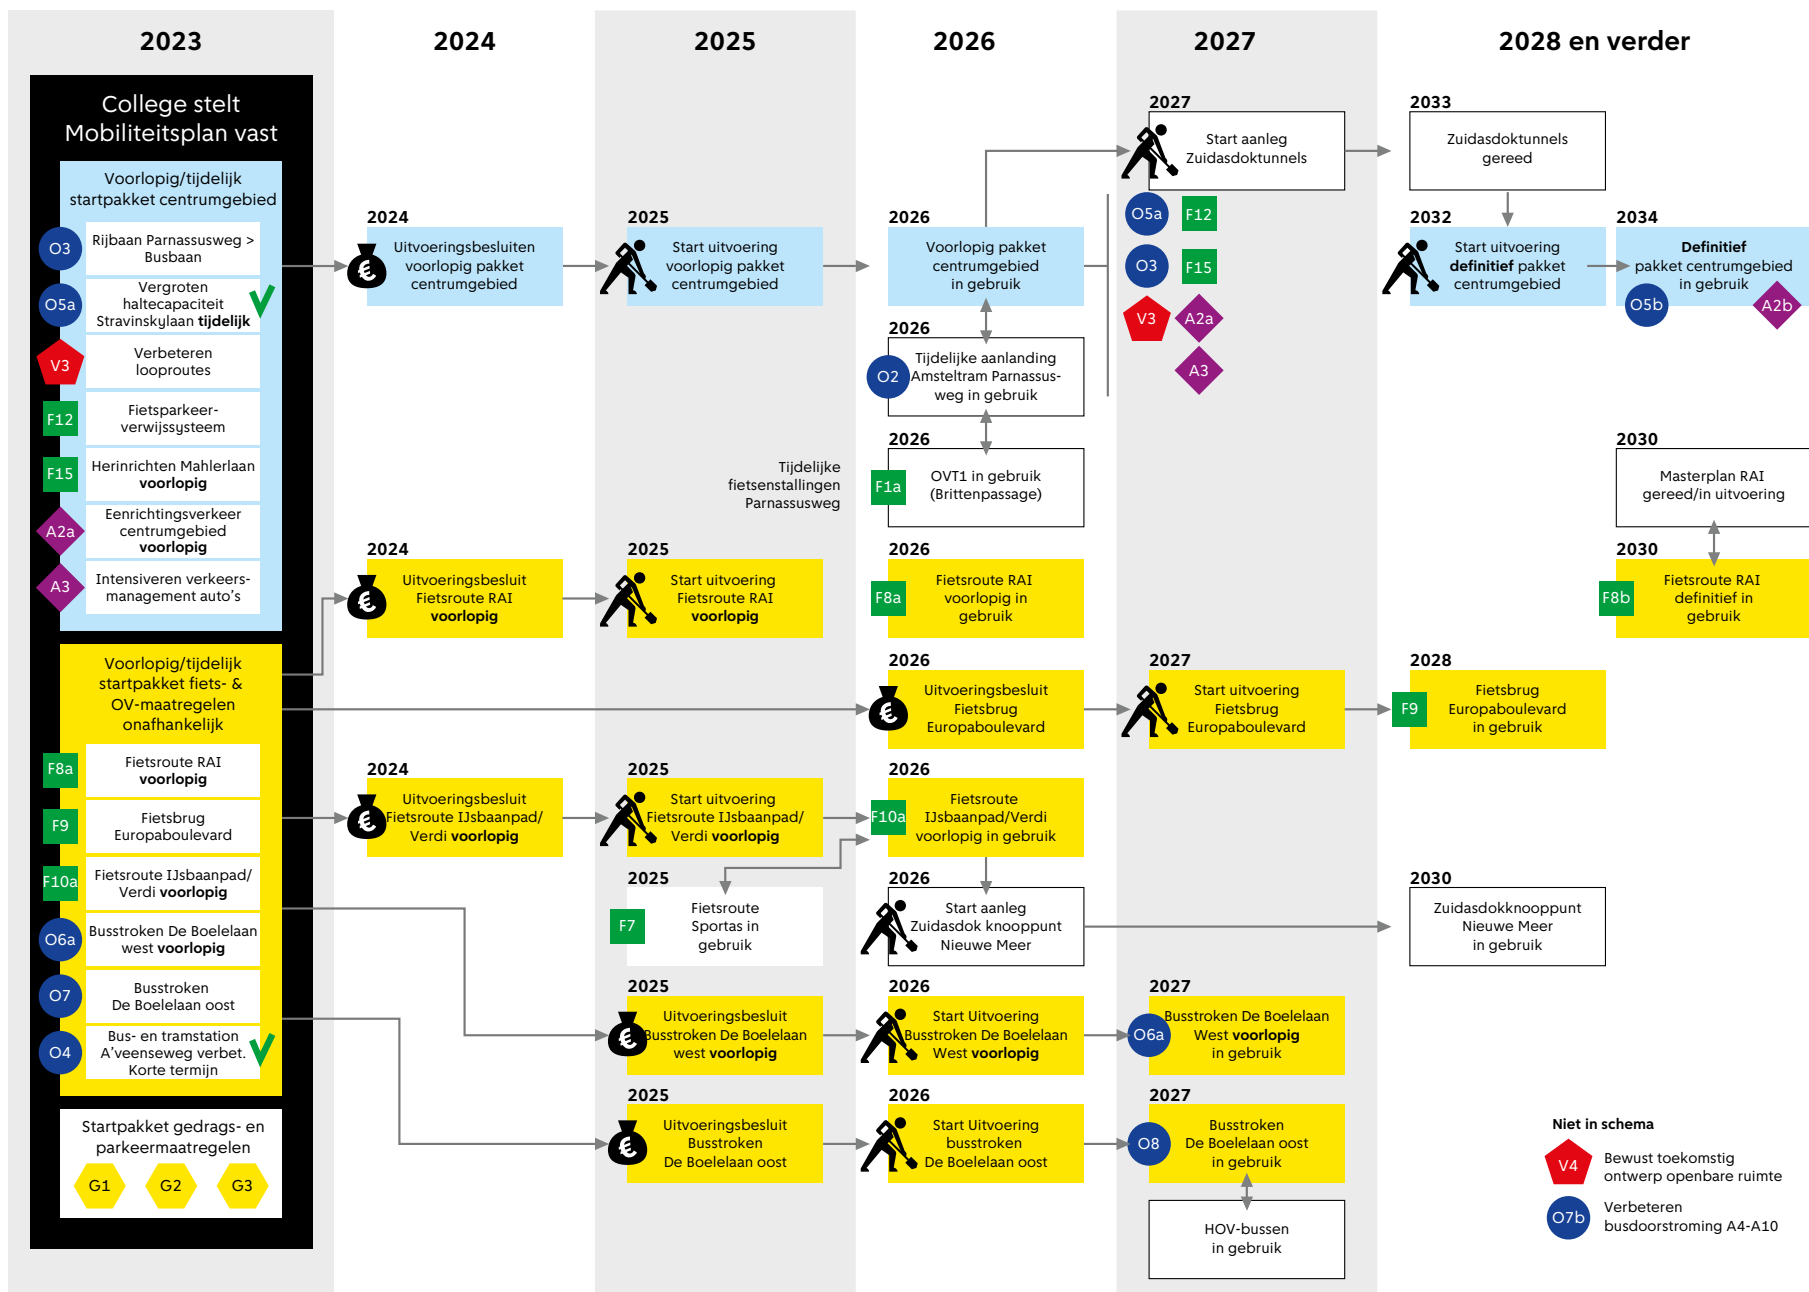 2023
2024
2025
2026
2027
2028 en verder
College stelt
Mobiliteitsplan vast
Voorlopig/tijdelijk
startpakket centrumgebied
O3
Rijbaan Parnassusweg >
Busbaan
O5a
Vergroten
haltecapaciteit
Stravinskylaan tijdelijk
V3
Verbeteren
looproutes
F12
Fietsparkeer-
verwijssysteem
F15
Herinrichten Mahlerlaan
voorlopig
A2a
Eenrichtingsverkeer
centrumgebied
voorlopig
A3
Intensiveren verkeers-
management auto's
Voorlopig/tijdelijk
startpakket fiets- &
OV-maatregelen
onafhankelijk
F8a
Fietsroute RAI
voorlopig
F9
Fietsbrug
Europaboulevard
F10a
Fietsroute IJsbaanpad/
Verdi voorlopig
O6a
Busstroken De Boelelaan
west voorlopig
O7
Busstroken
De Boelelaan oost
O4
Bus- en tramstation
A'veenseweg verbet.
Korte termijn
Startpakket gedrags- en
parkeermaatregelen
G1
G2
G3
2027
Start aanleg
Zuidasdoktunnels
2033
Zuidasdoktunnels
gereed
2024
€
Uitvoeringsbesluiten
voorlopig pakket
centrumgebied
2025
Start uitvoering
voorlopig pakket
centrumgebied
2026
Voorlopig pakket
centrumgebied
in gebruik
O5a
F12
O3
F15
V3
A2a
A3
2032
Start uitvoering
definitief pakket
centrumgebied
2034
Definitief
pakket centrumgebied
in gebruik
O5b
A2b
2026
O2
Tijdelijke aanlanding
Amsteltram Parnassus-
weg in gebruik
Tijdelijke
fietsenstallingen
Parnassusweg
2026
F1a
OVT1 in gebruik
(Brittenpassage)
2030
Masterplan RAI
gereed/in uitvoering
2024
€
Uitvoeringsbesluit
Fietsroute RAI
voorlopig
2025
Start uitvoering
Fietsroute RAI
voorlopig
2026
F8a
Fietsroute RAI
voorlopig in
gebruik
2030
F8b
Fietsroute RAI
definitief in
gebruik
2026
€
Uitvoeringsbesluit
Fietsbrug
Europaboulevard
2027
Start uitvoering
Fietsbrug
Europaboulevard
2028
F9
Fietsbrug
Europaboulevard
in gebruik
2024
€
Uitvoeringsbesluit
Fietsroute IJsbaanpad/
Verdi voorlopig
2025
Start uitvoering
Fietsroute IJsbaanpad/
Verdi voorlopig
2026
F10a
Fietsroute
IJsbaanpad/Verdi
voorlopig in gebruik
2025
F7
Fietsroute
Sportas in
gebruik
2026
Start aanleg
Zuidasdok knooppunt
Nieuwe Meer
2030
Zuidasdokknooppunt
Nieuwe Meer
in gebruik
2025
€
Uitvoeringsbesluit
Busstroken De Boelelaan
west voorlopig
2026
Start Uitvoering
Busstroken De Boelelaan
West voorlopig
2027
O6a
Busstroken De Boelelaan
West voorlopig
in gebruik
2025
€
Uitvoeringsbesluit
Busstroken
De Boelelaan oost
2026
Start Uitvoering
busstroken
De Boelelaan oost
2027
O8
Busstroken
De Boelelaan oost
in gebruik
HOV-bussen
in gebruik
Niet in schema
V4
Bewust toekomstig
ontwerp openbare ruimte
O7b
Verbeteren
busdoorstroming A4-A10